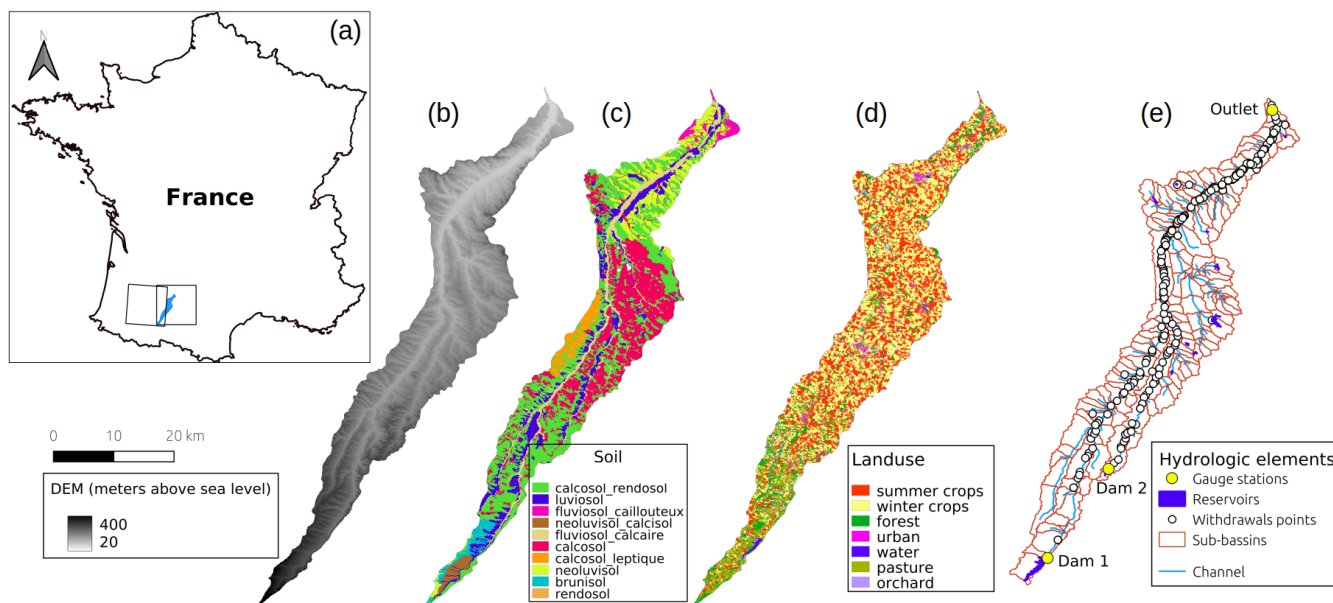 (a)
N
France
(b)
(c)
(d)
(e)
Outlet
0 10 20 km
DEM (meters above sea level)
400
20
Soil
calcosol_rendosol
luviosol
fluviosol_caillouteux
neoluvisol_calcisol
fluviosol_calcaire
calcosol
calcosol_leptique
neoluvisol
brunisol
rendosol
Landuse
summer crops
winter crops
forest
urban
water
pasture
orchard
Dam 2
Dam 1
Hydrologic elements
Gauge stations
Reservoirs
Withdrawals points
Sub-bassins
Channel